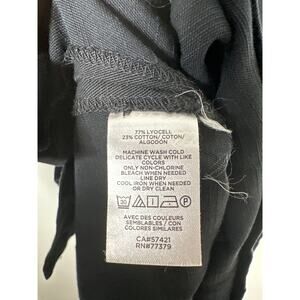 77% LYOCELL
23% COTTON/ COTON/
ALGODÓN
MACHINE WASH COLD
DELICATE CYCLE WITH LIKE
COLORS
ONLY NON-CHLORINE
BLEACH WHEN NEEDED
LINE DRY
COOL IRON WHEN NEEDED
OR DRY CLEAN
AVEC DES COULEURS
SEMBLABLES / CON
COLORES SIMILARES
CA#57421
RN#77379